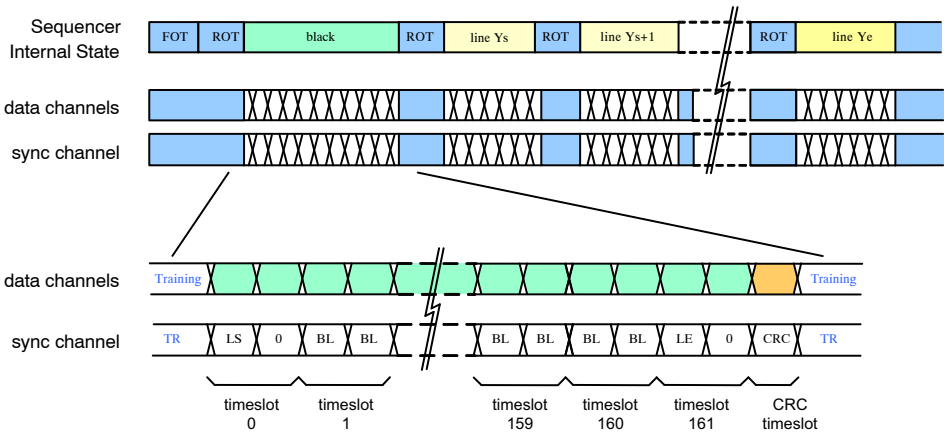 Sequencer
Internal State
FOT ROT black ROT line Ys ROT line Ys+1 ROT line Ye
data channels
sync channel
data channels
Training Training
sync channel
TR LS 0 BL BL BL BL BL BL LE 0 CRC TR
timeslot
0
timeslot
1
timeslot
159
timeslot
160
timeslot
161
CRC
timeslot